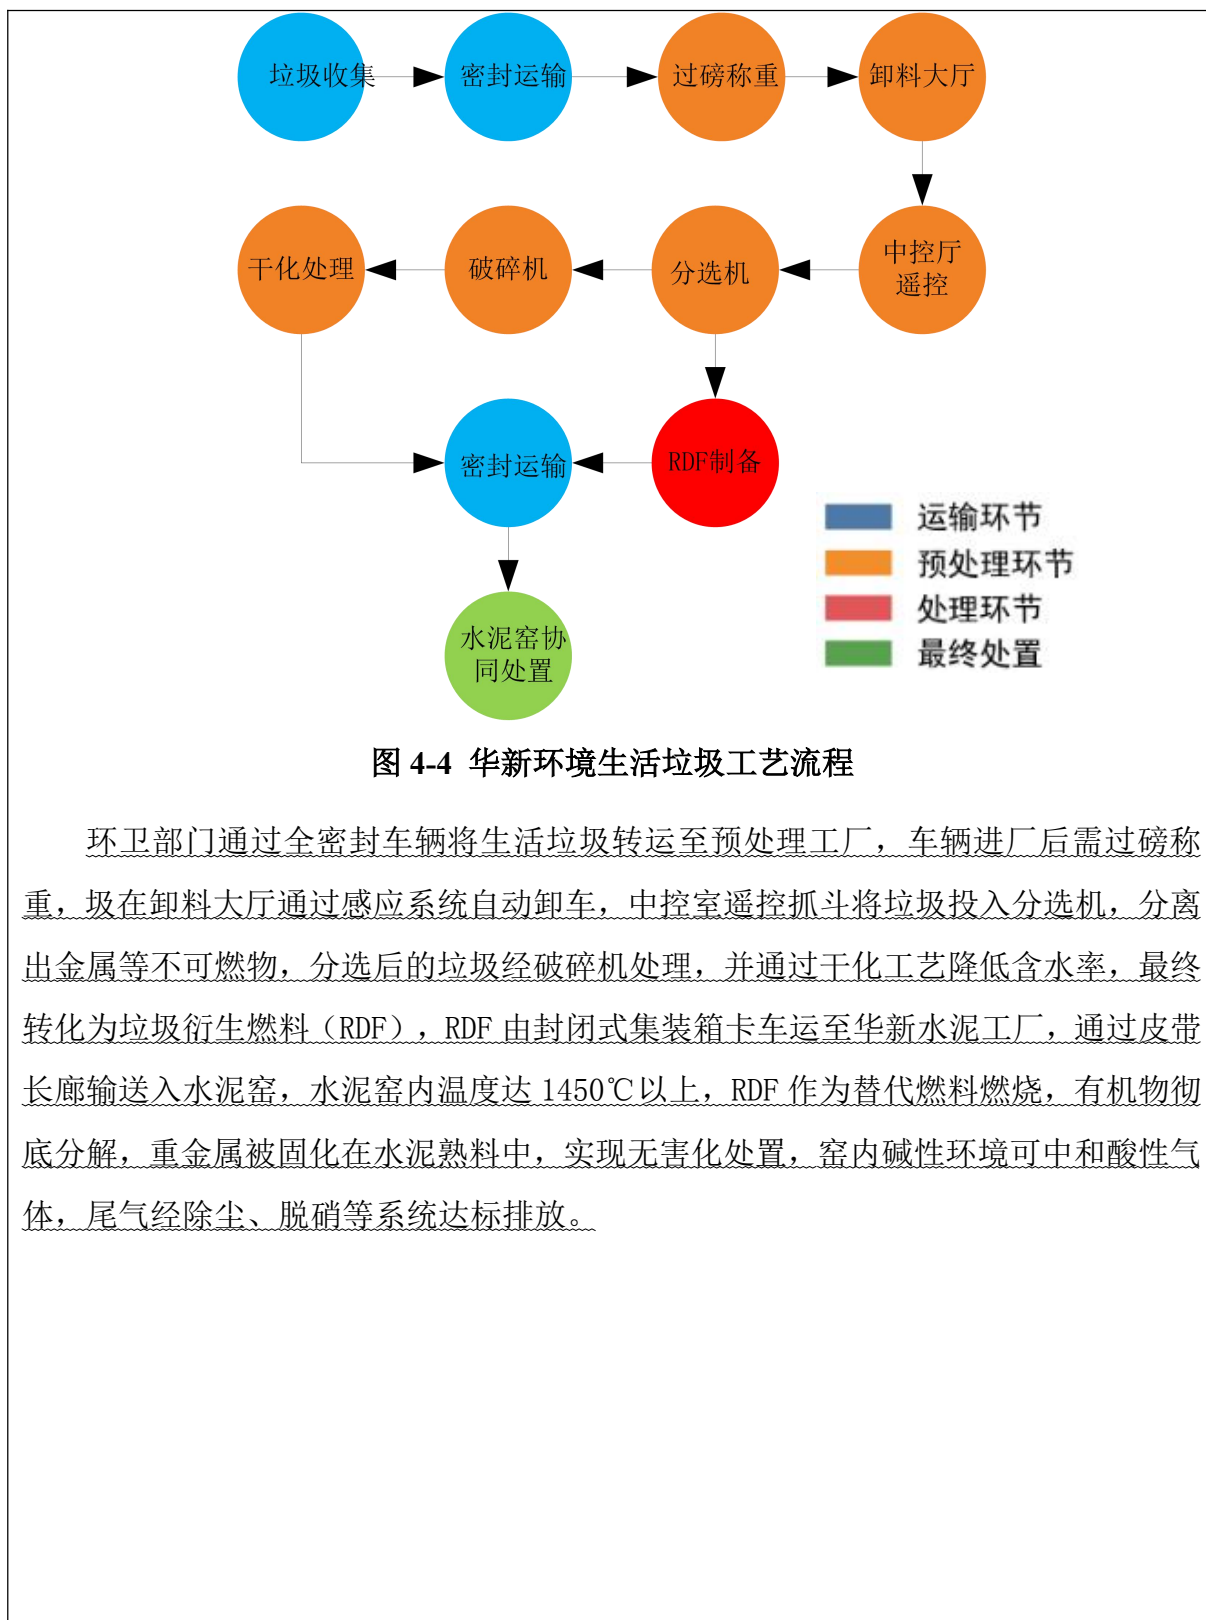 垃圾收集
密封运输
过磅称重
卸料大厅
干化处理
破碎机
分选机
中控厅
遥控
密封运输
RDF制备
运输环节
预处理环节
处理环节
最终处置
水泥窑协
同处置
图 4-4 华新环境生活垃圾工艺流程
环卫部门通过全密封车辆将生活垃圾转运至预处理工厂，车辆进厂后需过磅称
重，圾在卸料大厅通过感应系统自动卸车，中控室遥控抓斗将垃圾投入分选机，分离
出金属等不可燃物，分选后的垃圾经破碎机处理，并通过干化工艺降低含水率，最终
转化为垃圾衍生燃料（RDF），RDF 由封闭式集装箱卡车运至华新水泥工厂，通过皮带
长廊输送入水泥窑，水泥窑内温度达 1450℃以上，RDF 作为替代燃料燃烧，有机物彻
底分解，重金属被固化在水泥熟料中，实现无害化处置，窑内碱性环境可中和酸性气
体，尾气经除尘、脱硝等系统达标排放。